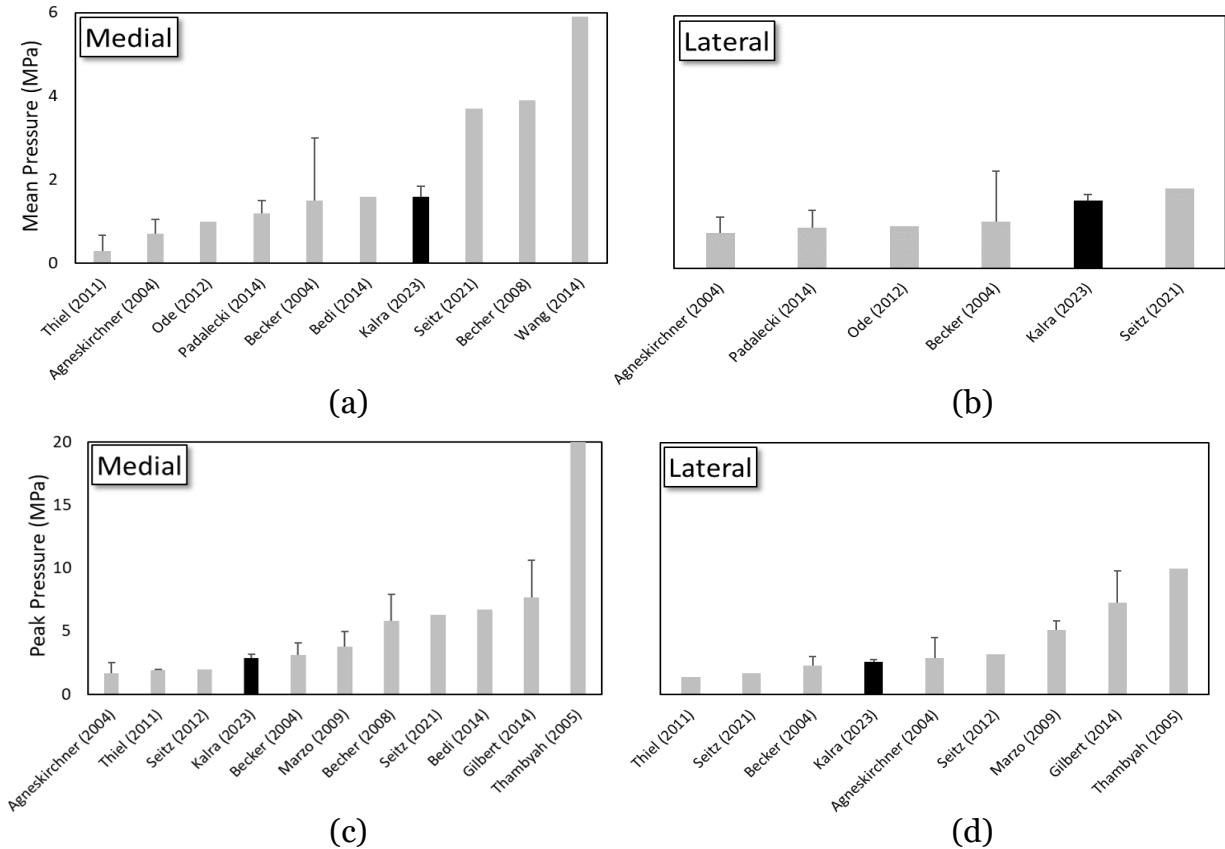 Medial
Mean Pressure (MPa)
6
4
2
0
Thiel (2011)
Agneskirchner (2004)
Ode (2012)
Padalecki (2014)
Becker (2004)
Bedi (2014)
Kalra (2023)
Seitz (2021)
Becher (2008)
Wang (2014)
(a)
Lateral
Agneskirchner (2004)
Padalecki (2014)
Ode (2012)
Becker (2004)
Kalra (2023)
Seitz (2021)
(b)
Medial
Peak Pressure (MPa)
20
15
10
5
0
Agneskirchner (2004)
Thiel (2011)
Seitz (2012)
Kalra (2023)
Becker (2004)
Marzo (2009)
Becher (2008)
Seitz (2021)
Bedi (2014)
Gilbert (2014)
Thambyah (2005)
(c)
Lateral
Thiel (2011)
Seitz (2021)
Becker (2004)
Kalra (2023)
Agneskirchner (2004)
Seitz (2012)
Marzo (2009)
Gilbert (2014)
Thambyah (2005)
(d)